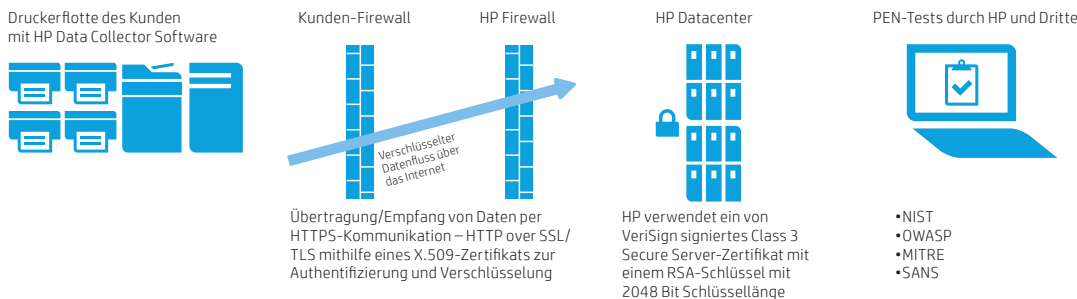 Druckerflotte des Kunden
mit HP Data Collector Software
Kunden-Firewall
HP Firewall
HP Datacenter
PEN-Tests durch HP und Dritte
Verschlüsselter
Datenfluss über
das Internet
Übertragung/Empfang von Daten per
HTTPS-Kommunikation – HTTP over SSL/
TLS mithilfe eines X.509-Zertifikats zur
Authentifizierung und Verschlüsselung
HP verwendet ein von
VeriSign signiertes Class 3
Secure Server-Zertifikat mit
einem RSA-Schlüssel mit
2048 Bit Schlüssellänge
•NIST
•OWASP
•MITRE
•SANS